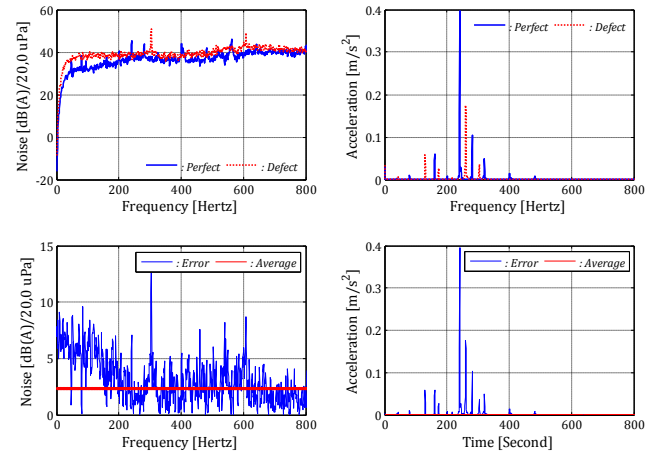 Noise [dB(A)/20,0 uPa]
60
40
20
0
-20
: Perfect
: Defect
0
200
400
600
800
Frequency [Hertz]
Acceleration [m/s²]
0.4
0.3
0.2
0.1
0
: Perfect
: Defect
0
200
400
600
800
Frequency [Hertz]
Noise [dB(A)/20,0 uPa]
15
10
5
0
: Error
: Average
0
200
400
600
800
Frequency [Hertz]
Acceleration [m/s²]
0.4
0.3
0.2
0.1
0
: Error
: Average
0
200
400
600
800
Time [Second]